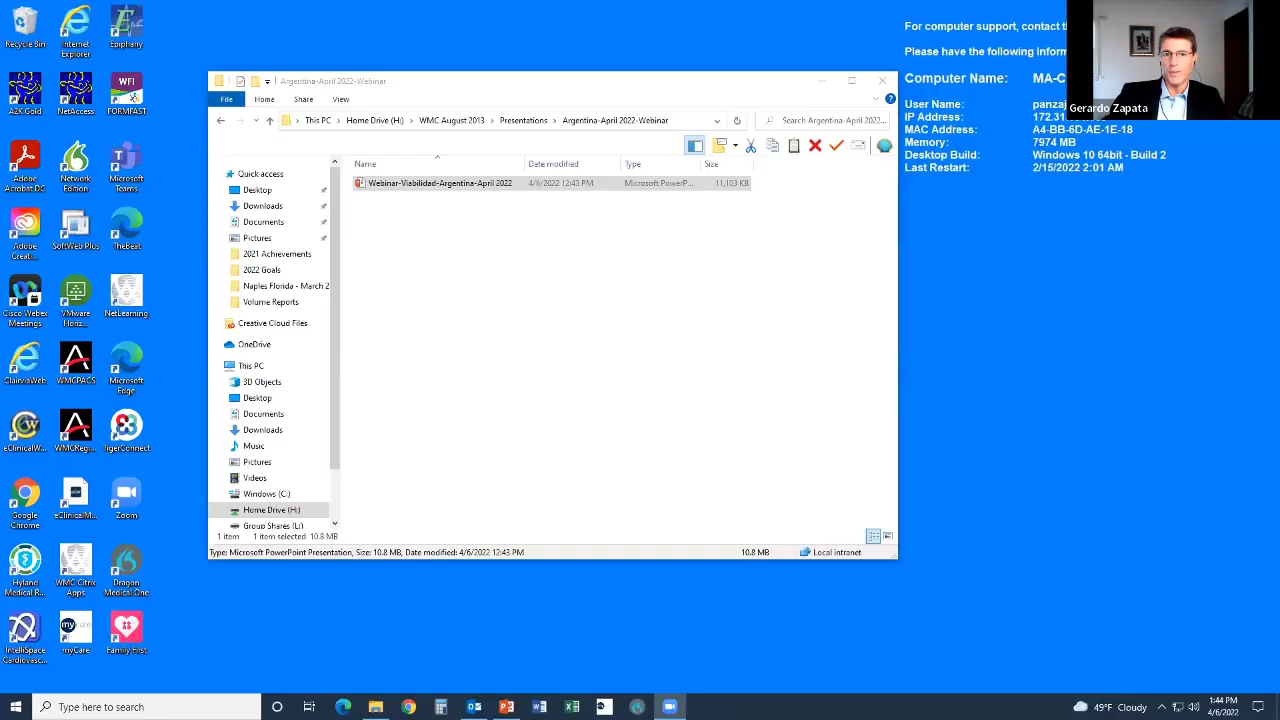 Recycle Bin
Internet Explorer
Epiphany
A2K Gold
NetAccess
WFI
FORMFAST
Adobe Acrobat DC
Network Edition
Microsoft Teams
Adobe Creati...
SoftWeb Plus
TheBeat
Cisco Webex Meetings
VMware Horiz...
NetLearning
ClairviaWeb
WMCPACS
Microsoft Edge
eClinicalW...
WMCRegi...
TigerConnect
Google Chrome
eClinicalM...
Zoom
Hyland Medical R...
WMC Citrix Apps
Dragon Medical One
IntelliSpace Cardiovasc...
myCare
Family First
Argentina-April 2022-Webinar
File Home Share View
This PC Home Drive (H:) WMC August 2013 Presentations Argentina-April 2022-Webinar
Search Argentina-April 2022...
Name Date modified Type Size
Webinar-Viabilidad-Argentina-April 2022 4/6/2022 12:43 PM Microsoft PowerP... 11,103 KB
Quick access
Desktop
Downloads
Documents
Pictures
2021 Achievements
2022 Goals
Naples Florida - March 2
Volume Reports
Creative Cloud Files
OneDrive
This PC
3D Objects
Desktop
Documents
Downloads
Music
Pictures
Videos
Windows (C:)
Home Drive (H:)
Group Shares (L:)
1 item 1 item selected 10.8 MB
Type: Microsoft PowerPoint Presentation, Size: 10.8 MB, Date modified: 4/6/2022 12:43 PM 10.8 MB Local intranet
For computer support, contact th
Please have the following inform
Computer Name: MA-C
User Name: panzaj
IP Address: 172.31
MAC Address: A4-BB-6D-AE-1E-18
Memory: 7974 MB
Desktop Build: Windows 10 64bit - Build 2
Last Restart: 2/15/2022 2:01 AM
Gerardo Zapata
Type here to search
49°F Cloudy
1:44 PM
4/6/2022